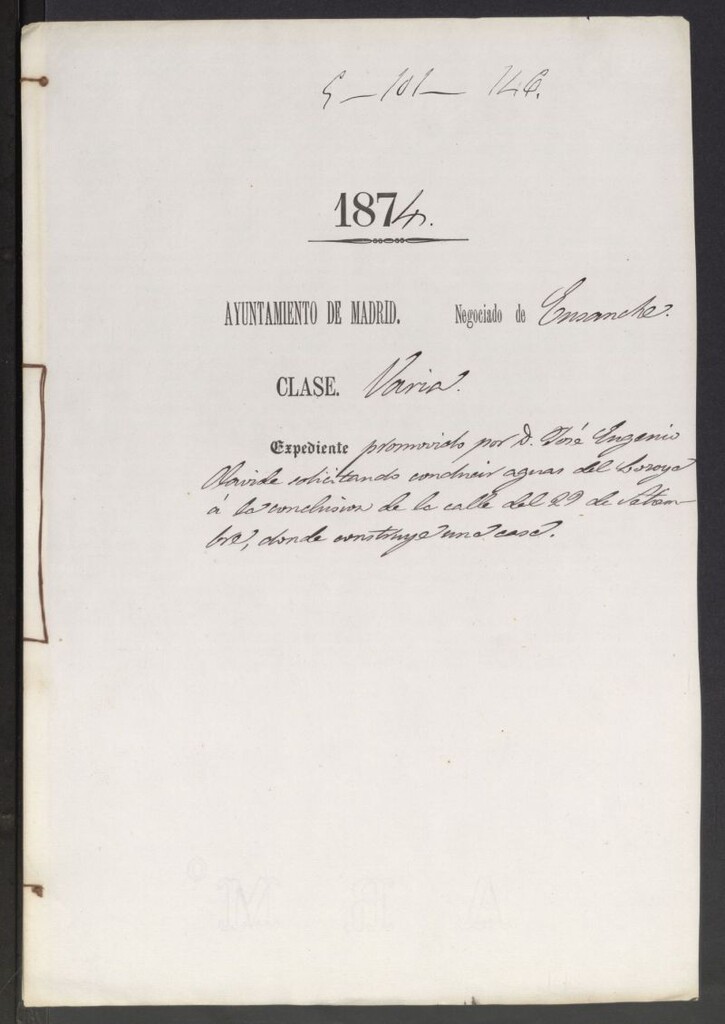 5 - 101 - 146.
1874.
AYUNTAMIENTO DE MADRID. Negociado de Ensanche.
CLASE. Varia.
Expediente promovido por D. José Eugenio
Olavide solicitando conducir aguas del Lozoya
á la conclusion de la calle del 29 de Setiem-
bre, donde construye una casa.